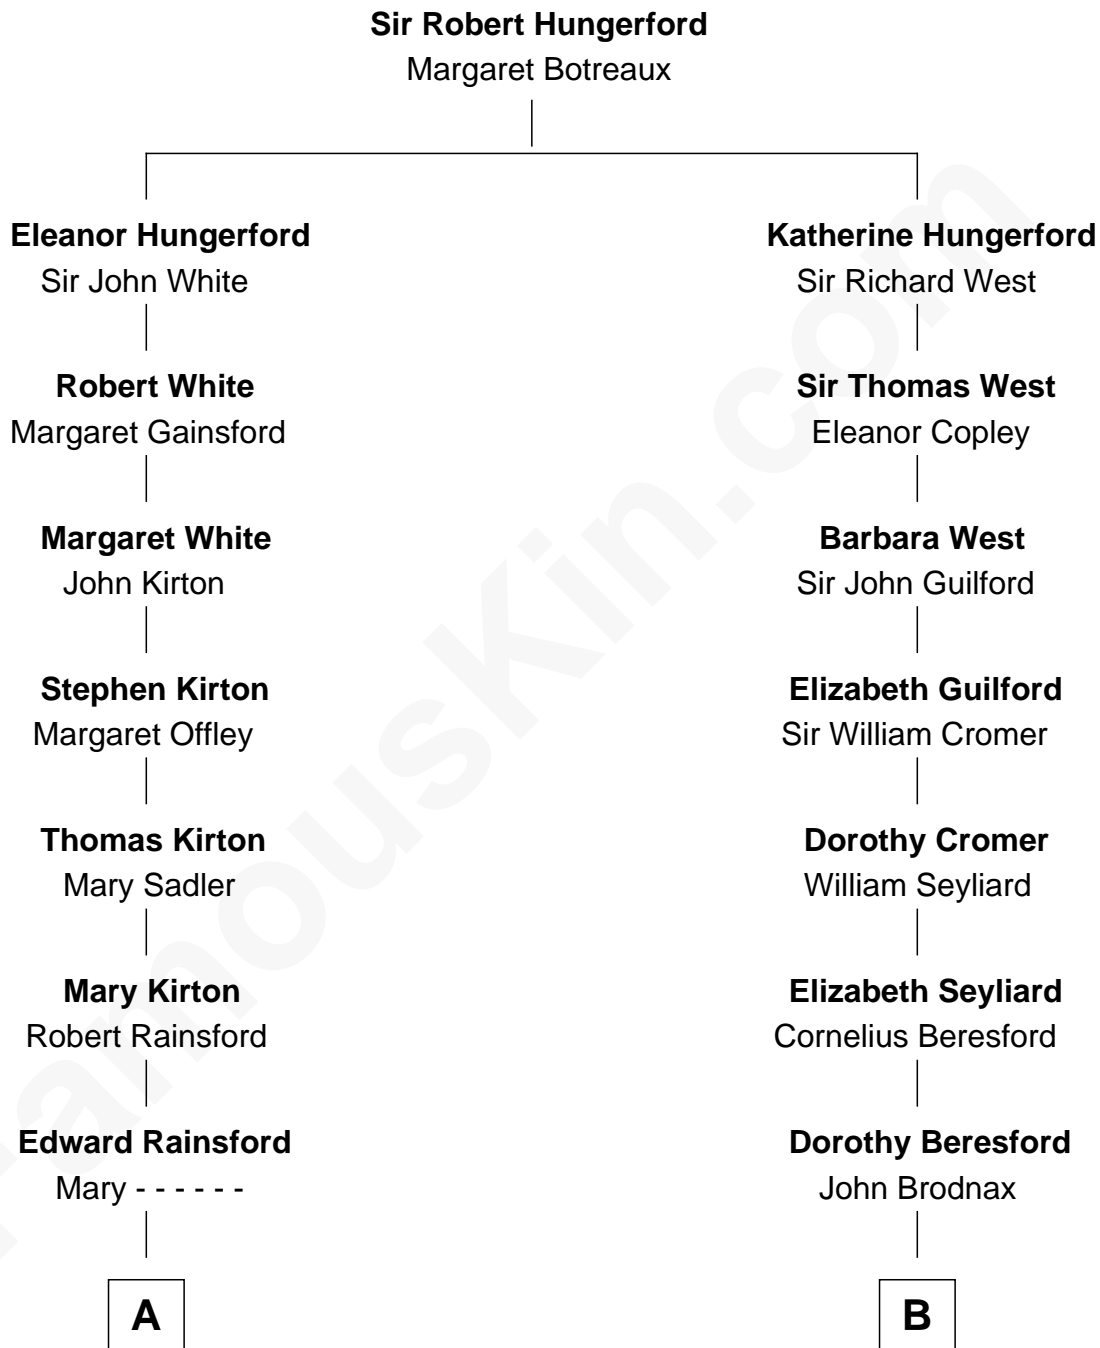 Sir Robert Hungerford
Margaret Botreaux
Eleanor Hungerford
Sir John White
Katherine Hungerford
Sir Richard West
Robert White
Margaret Gainsford
Sir Thomas West
Eleanor Copley
Margaret White
John Kirton
Barbara West
Sir John Guilford
Stephen Kirton
Margaret Offley
Elizabeth Guilford
Sir William Cromer
Thomas Kirton
Mary Sadler
Dorothy Cromer
William Seyliard
Mary Kirton
Robert Rainsford
Elizabeth Seyliard
Cornelius Beresford
Edward Rainsford
Mary - - - - - -
Dorothy Beresford
John Brodnax
A
B
FamousKin.com